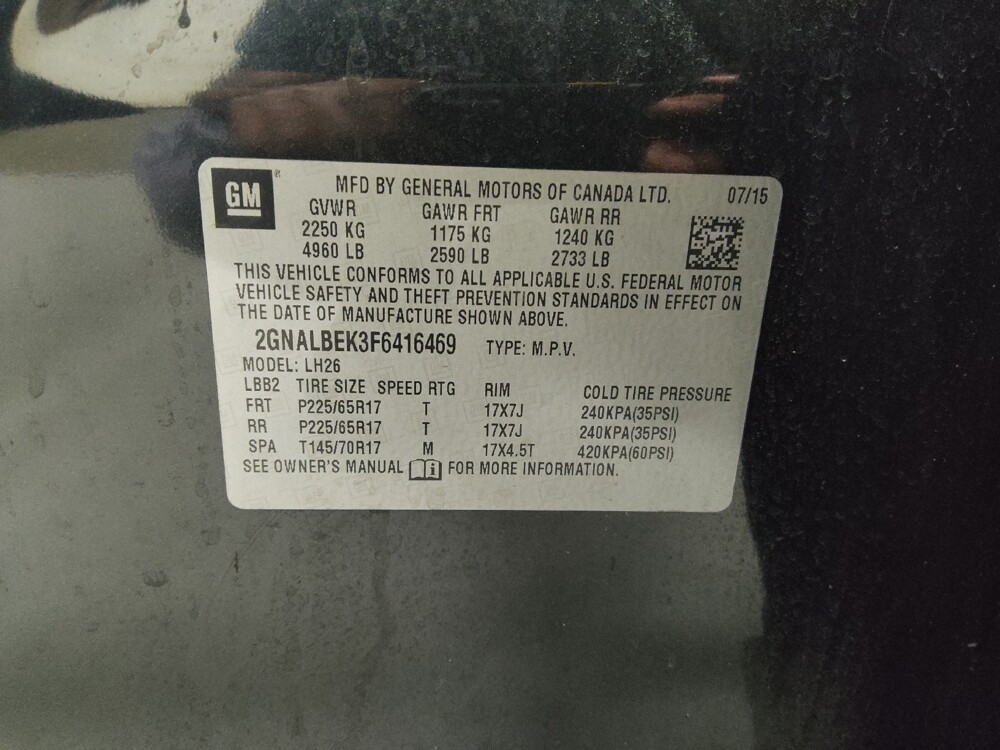 GM ® MFD BY GENERAL MOTORS OF CANADA LTD. 07/15
GVWR GAWR FRT GAWR RR
2250 KG 1175 KG 1240 KG
4960 LB 2590 LB 2733 LB
THIS VEHICLE CONFORMS TO ALL APPLICABLE U.S. FEDERAL MOTOR
VEHICLE SAFETY AND THEFT PREVENTION STANDARDS IN EFFECT ON
THE DATE OF MANUFACTURE SHOWN ABOVE.
2GNALBEK3F6416469 TYPE: M.P.V.
MODEL: LH26
LBB2 TIRE SIZE SPEED RTG RIM COLD TIRE PRESSURE
FRT P225/65R17 T 17X7J 240KPA(35PSI)
RR P225/65R17 T 17X7J 240KPA(35PSI)
SPA T145/70R17 M 17X4.5T 420KPA(60PSI)
SEE OWNER'S MANUAL i FOR MORE INFORMATION.